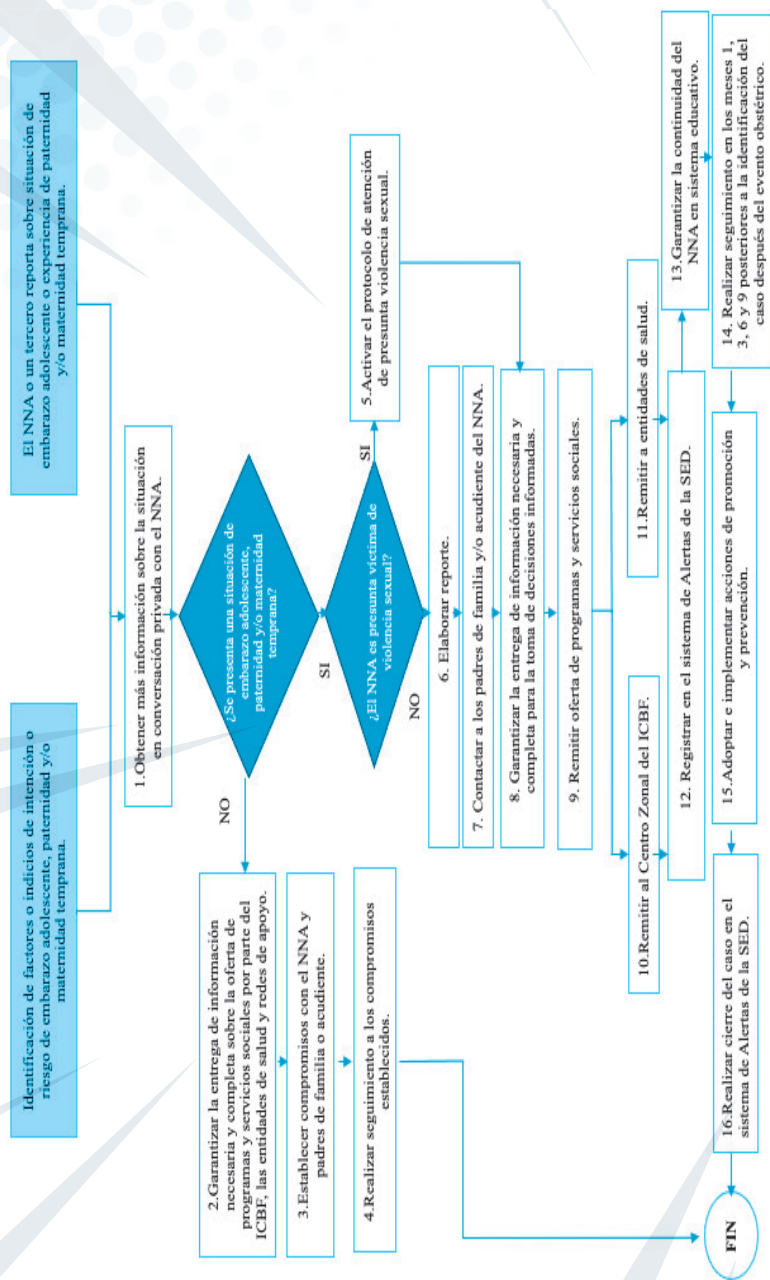 Identificación de factores o indicios de intención o
riesgo de embarazo adolescente, paternidad y/o
maternidad temprana.
El NNA o un tercero reporta sobre situación de
embarazo adolescente o experiencia de paternidad
y/o maternidad temprana.
1.Obtener más información sobre la situación
en conversación privada con el NNA.
¿Se presenta una situación de
embarazo adolescente,
paternidad y/o maternidad
temprana?
NO
SI
2.Garantizar la entrega de información
necesaria y completa sobre la oferta de
programas y servicios sociales por parte del
ICBF, las entidades de salud y redes de apoyo.
3.Establecer compromisos con el NNA y
padres de familia o acudiente.
4.Realizar seguimiento a los compromisos
establecidos.
¿El NNA es presunta víctima de
violencia sexual?
SI
NO
5.Activar el protocolo de atención
de presunta violencia sexual.
6. Elaborar reporte.
7. Contactar a los padres de familia y/o acudiente del NNA.
8. Garantizar la entrega de información necesaria y
completa para la toma de decisiones informadas.
9. Remitir oferta de programas y servicios sociales.
10.Remitir al Centro Zonal del ICBF.
11.Remitir a entidades de salud.
12. Registrar en el sistema de Alertas de la SED.
13.Garantizar la continuidad del
NNA en sistema educativo.
14. Realizar seguimiento en los meses 1,
3, 6 y 9 posteriores a la identificación del
caso después del evento obstétrico.
15.Adoptar e implementar acciones de promoción
y prevención.
16.Realizar cierre del caso en el
sistema de Alertas de la SED.
FIN